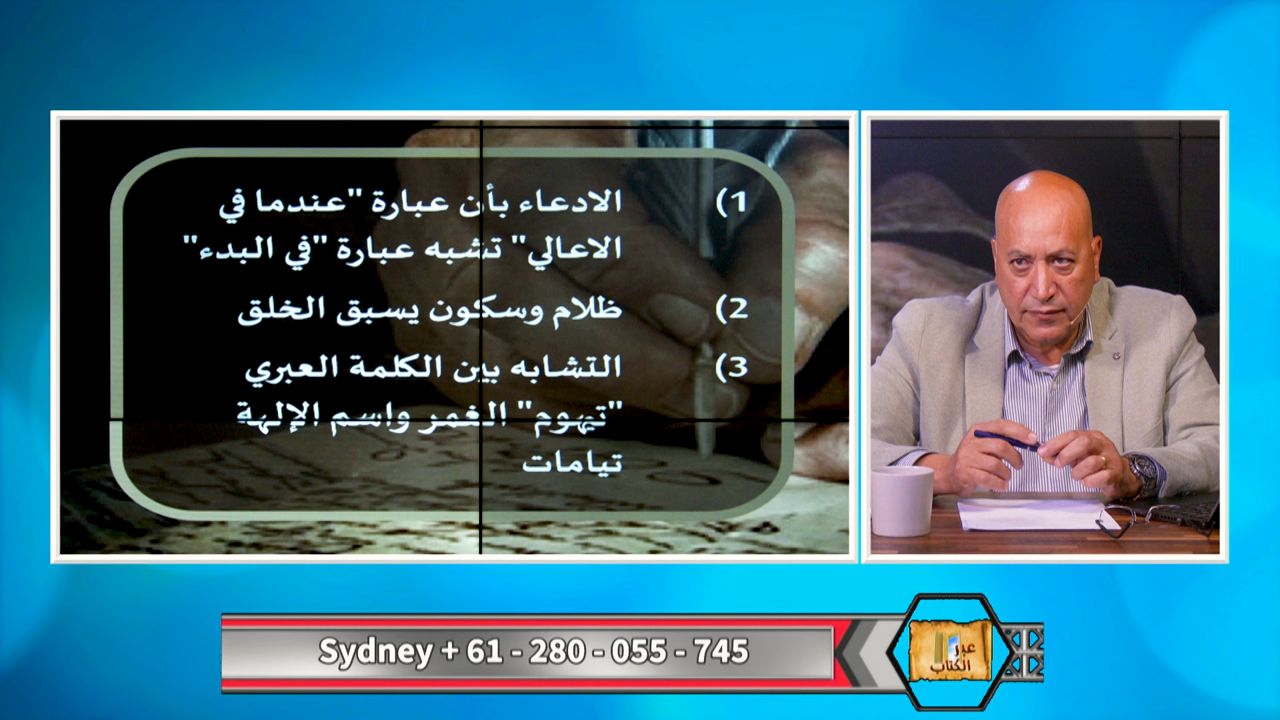 1) الادعاء بأن عبارة "عندما في
الاعالي" تشبه عبارة "في البدء"
2) ظلام وسكون يسبق الخلق
3) التشابه بين الكلمة العبري
"تهوم" الغمر واسم الإلهة
تيامات
Sydney + 61 - 280 - 055 - 745
عبر
الكتاب